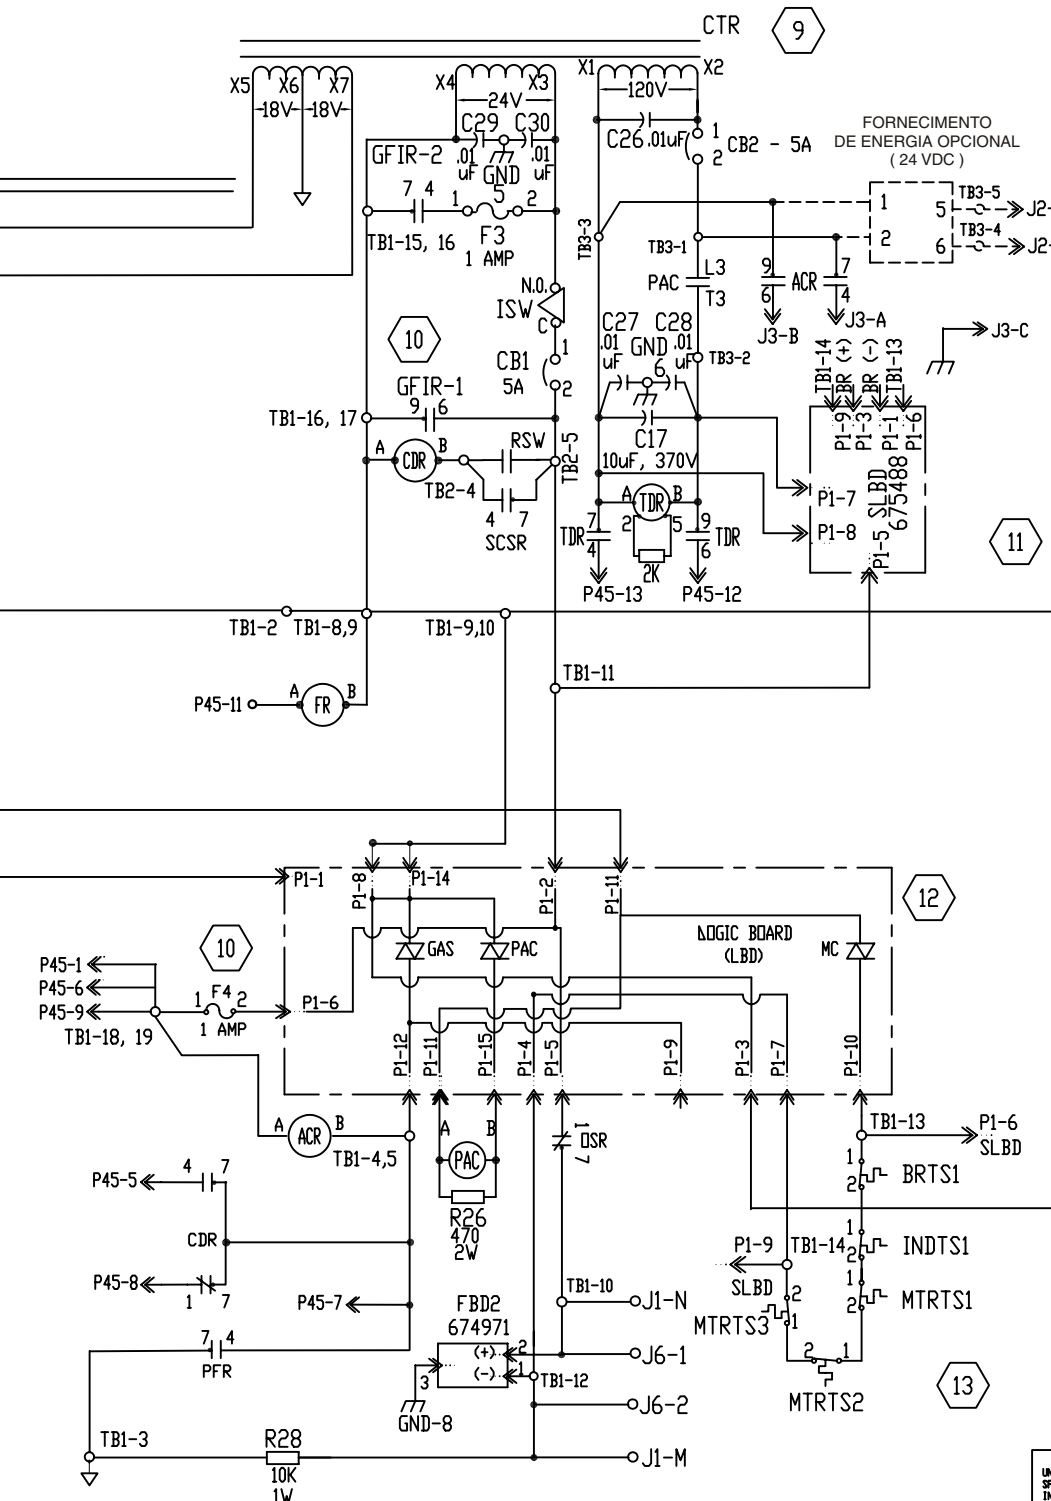 CTR
9
X5
X6
X7
18V
18V
X4
X3
24V
X1
X2
120V
C29
C30
C26 .01uF
1
2
CB2 - 5A
FORNECIMENTO
DE ENERGIA OPCIONAL
( 24 VDC )
GFIR-2
.01
uF
GND
5
.01
uF
7 4
1
2
F3
1 AMP
TB1-15, 16
TB3-3
TB3-1
1
2
5
6
TB3-5
TB3-4
J2-
J2-
PAC
L3
T3
9
6
ACR
7
4
J3-B
J3-A
J3-C
N.O.
ISW
C
10
CB1
5A
1
2
C27
C28
.01
uF
GND
6
.01
uF
TB3-2
TB1-14
BR (+)
BR (-)
TB1-13
GFIR-1
9 6
TB1-16, 17
C17
10uF, 370V
P1-9
P1-3
P1-1
P1-6
A
CDR
B
RSW
TB2-4
TB2-5
4
7
SCSR
A
TDR
B
2
5
2K
TDR
7
4
9
6
TDR
P45-13
P45-12
P1-7
P1-8
SLBD
675488
P1-5
11
TB1-2
TB1-8,9
TB1-9,10
TB1-11
P45-11
A
FR
B
P1-1
P1-8
P1-14
P1-2
P1-11
12
GAS
PAC
LOGIC BOARD
(LBD)
MC
10
P45-1
P45-6
P45-9
1
F4
2
1 AMP
P1-6
TB1-18, 19
P1-12
P1-11
P1-15
P1-4
P1-5
P1-9
P1-3
P1-7
P1-10
A
ACR
B
TB1-4,5
A
B
PAC
R26
470
2W
1
OSR
7
TB1-13
P1-6
SLBD
1
2
BRTS1
P45-5
4
7
CDR
P45-8
1
7
P45-7
7 4
PFR
P1-9
SLBD
TB1-14
1
2
INDTS1
1
2
MTRTS1
MTRTS3
2
1
2
1
MTRTS2
13
FBD2
674971
(+)
2
(-)
1
3
GND-8
TB1-10
TB1-12
J1-N
J6-1
J6-2
J1-M
TB1-3
R28
10K
1W